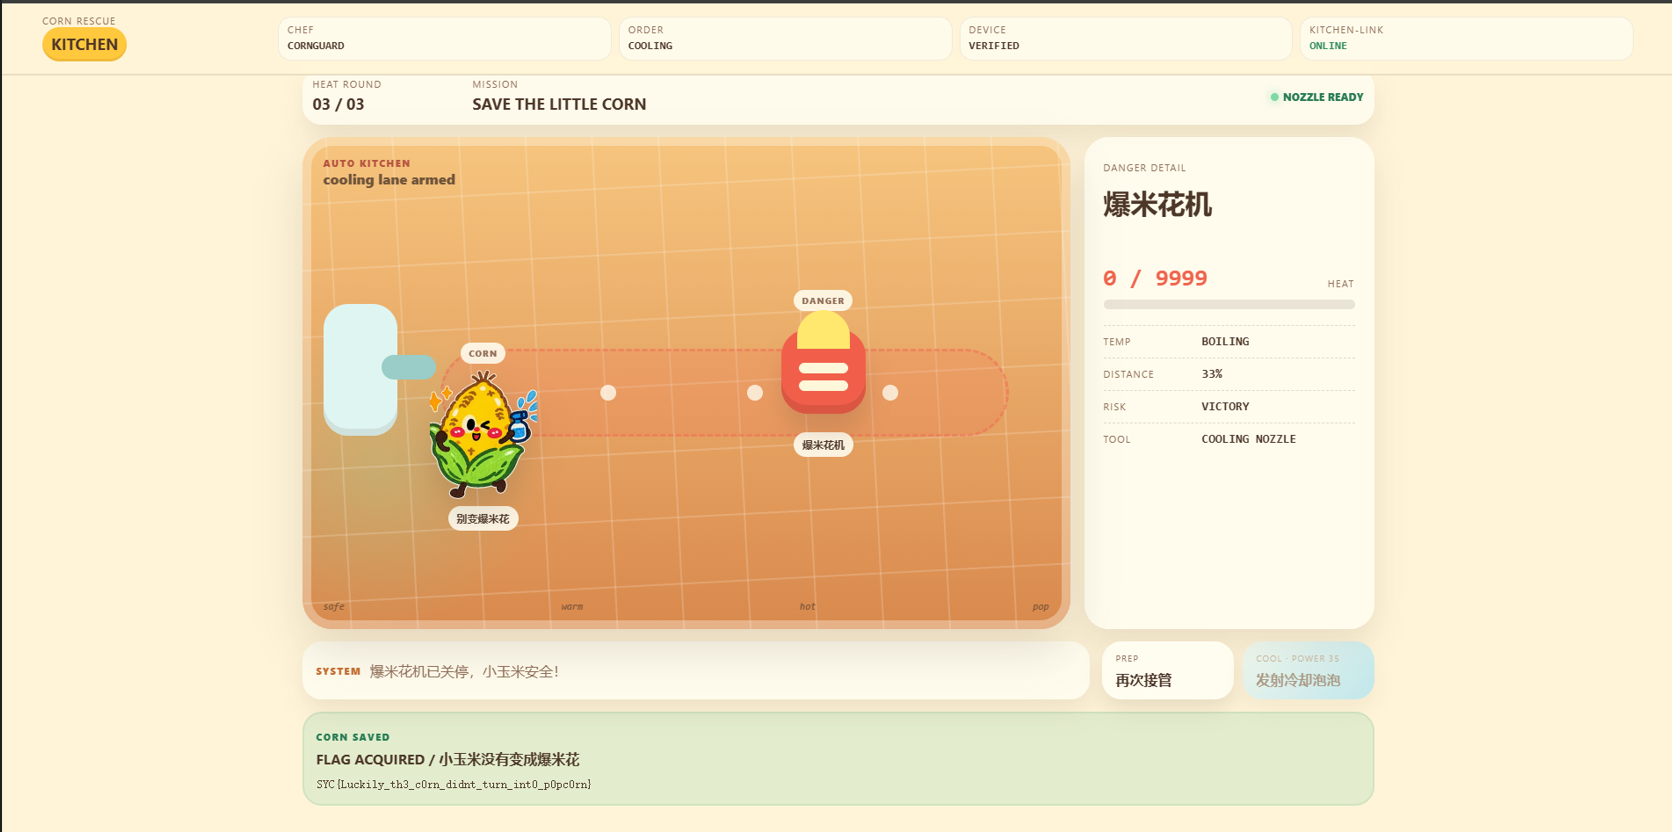 CORN RESCUE
KITCHEN
CHEF
CORNGUARD
ORDER
COOLING
DEVICE
VERIFIED
KITCHEN-LINK
ONLINE
HEAT ROUND
03 / 03
MISSION
SAVE THE LITTLE CORN
NOZZLE READY
AUTO KITCHEN
cooling lane armed
CORN
别变爆米花
DANGER
爆米花机
safe
warm
hot
pop
DANGER DETAIL
爆米花机
0 / 9999
HEAT
TEMP BOILING
DISTANCE 33%
RISK VICTORY
TOOL COOLING NOZZLE
SYSTEM 爆米花机已关停，小玉米安全！
PREP
再次接管
COOL · POWER 35
发射冷却泡泡
CORN SAVED
FLAG ACQUIRED / 小玉米没有变成爆米花
SYC{Luckily_th3_c0rn_didnt_turn_int0_p0pc0rn}